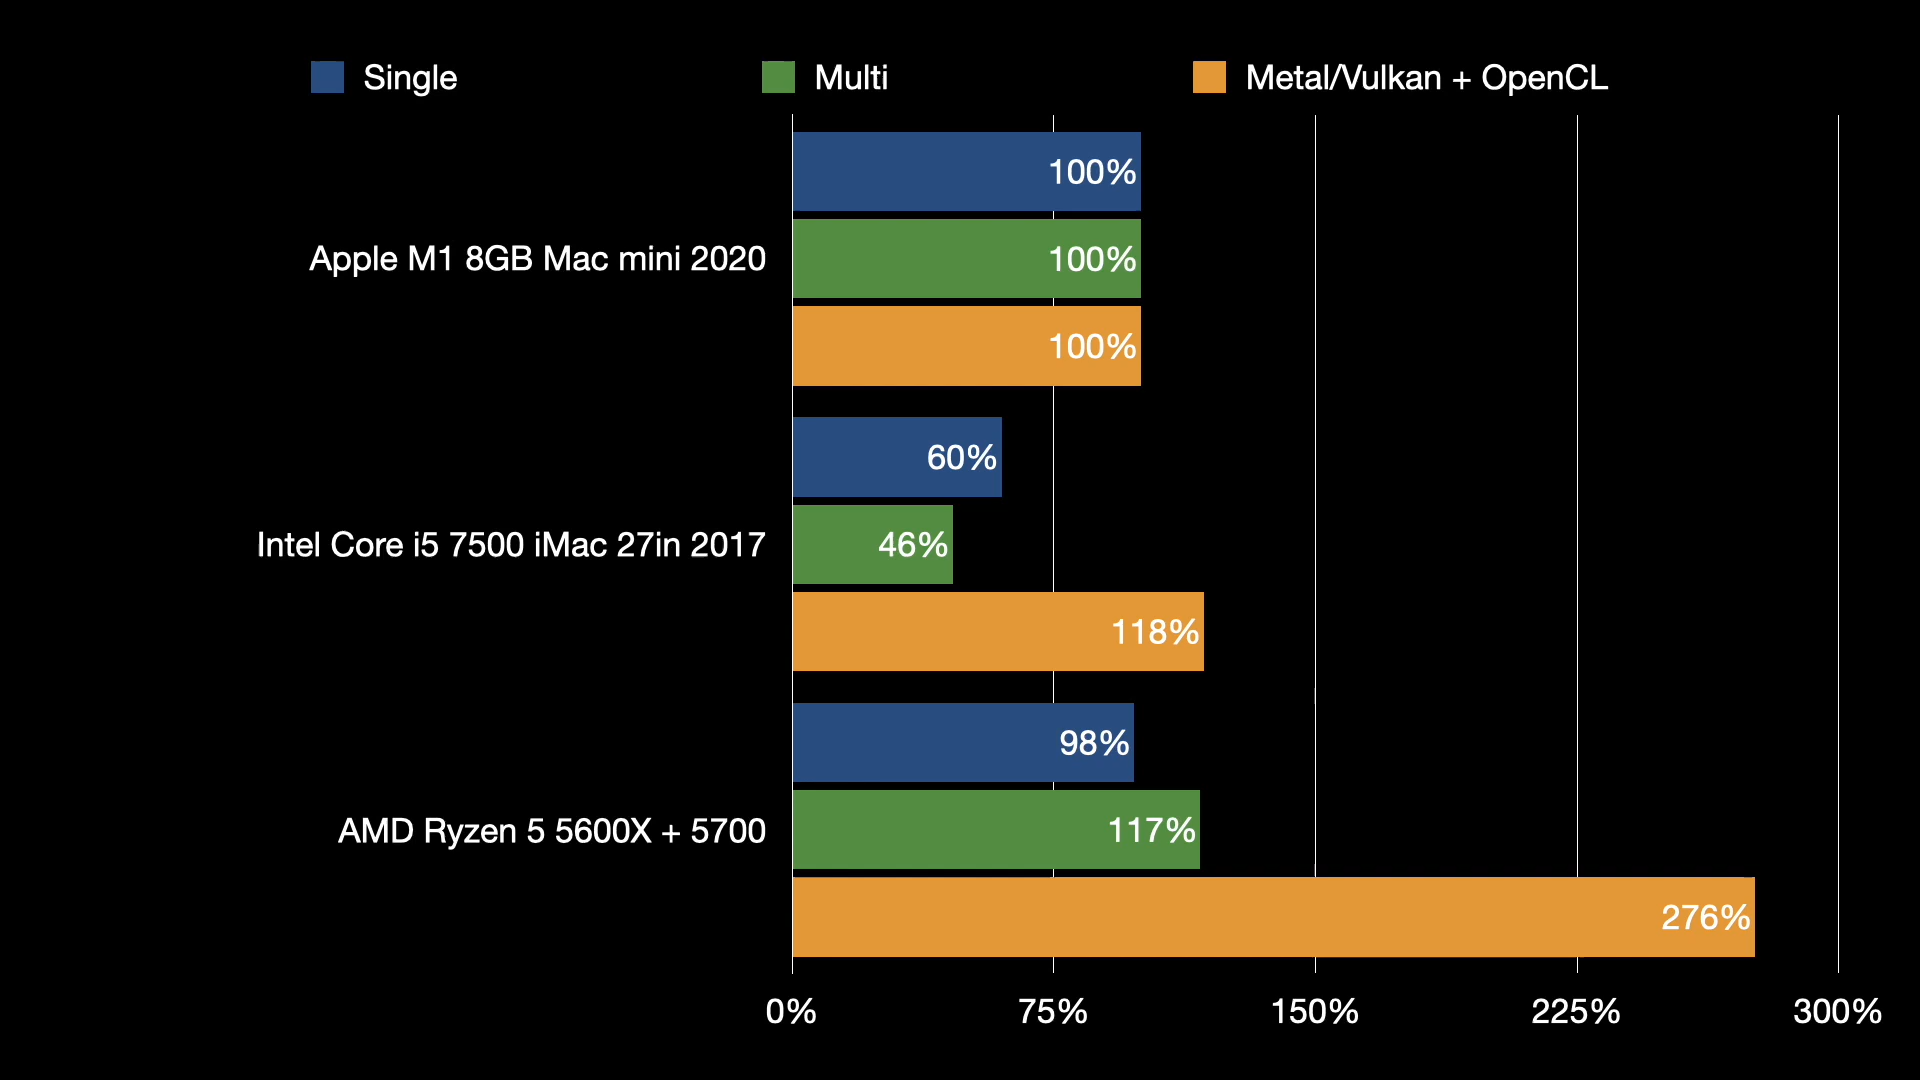 Single
Multi
Metal/Vulkan + OpenCL
100%
Apple M1 8GB Mac mini 2020
100%
100%
60%
Intel Core i5 7500 iMac 27in 2017
46%
118%
98%
AMD Ryzen 5 5600X + 5700
117%
276%
0%
75%
150%
225%
300%